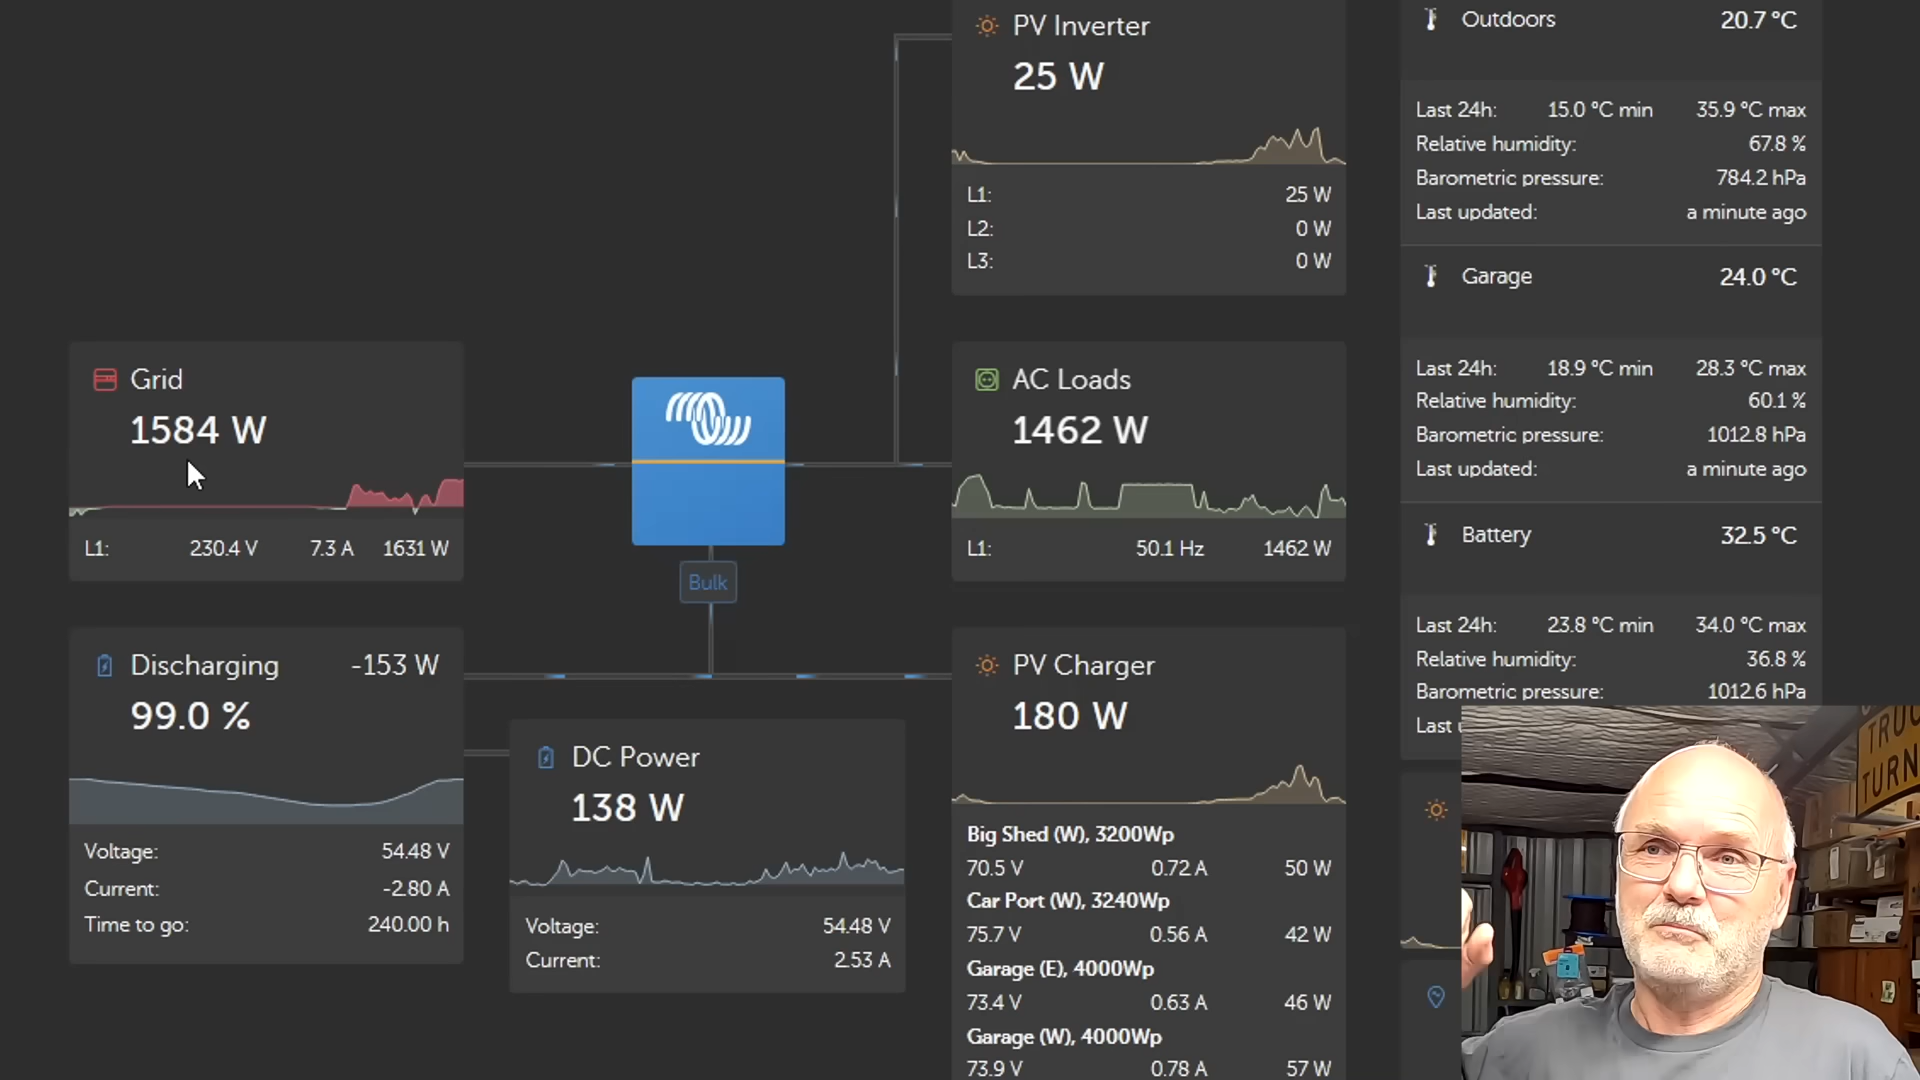 PV Inverter
25 W
L1: 25 W
L2: 0 W
L3: 0 W
Outdoors 20.7 °C
Last 24h: 15.0 °C min 35.9 °C max
Relative humidity: 67.8 %
Barometric pressure: 784.2 hPa
Last updated: a minute ago
Garage 24.0 °C
Last 24h: 18.9 °C min 28.3 °C max
Relative humidity: 60.1 %
Barometric pressure: 1012.8 hPa
Last updated: a minute ago
Battery 32.5 °C
Last 24h: 23.8 °C min 34.0 °C max
Relative humidity: 36.8 %
Barometric pressure: 1012.6 hPa
Last
Grid
1584 W
L1: 230.4 V 7.3 A 1631 W
Bulk
AC Loads
1462 W
L1: 50.1 Hz 1462 W
Discharging -153 W
99.0 %
Voltage: 54.48 V
Current: -2.80 A
Time to go: 240.00 h
DC Power
138 W
Voltage: 54.48 V
Current: 2.53 A
PV Charger
180 W
Big Shed (W), 3200Wp
70.5 V 0.72 A 50 W
Car Port (W), 3240Wp
75.7 V 0.56 A 42 W
Garage (E), 4000Wp
73.4 V 0.63 A 46 W
Garage (W), 4000Wp
73.9 V 0.78 A 57 W
TRUC
TURN